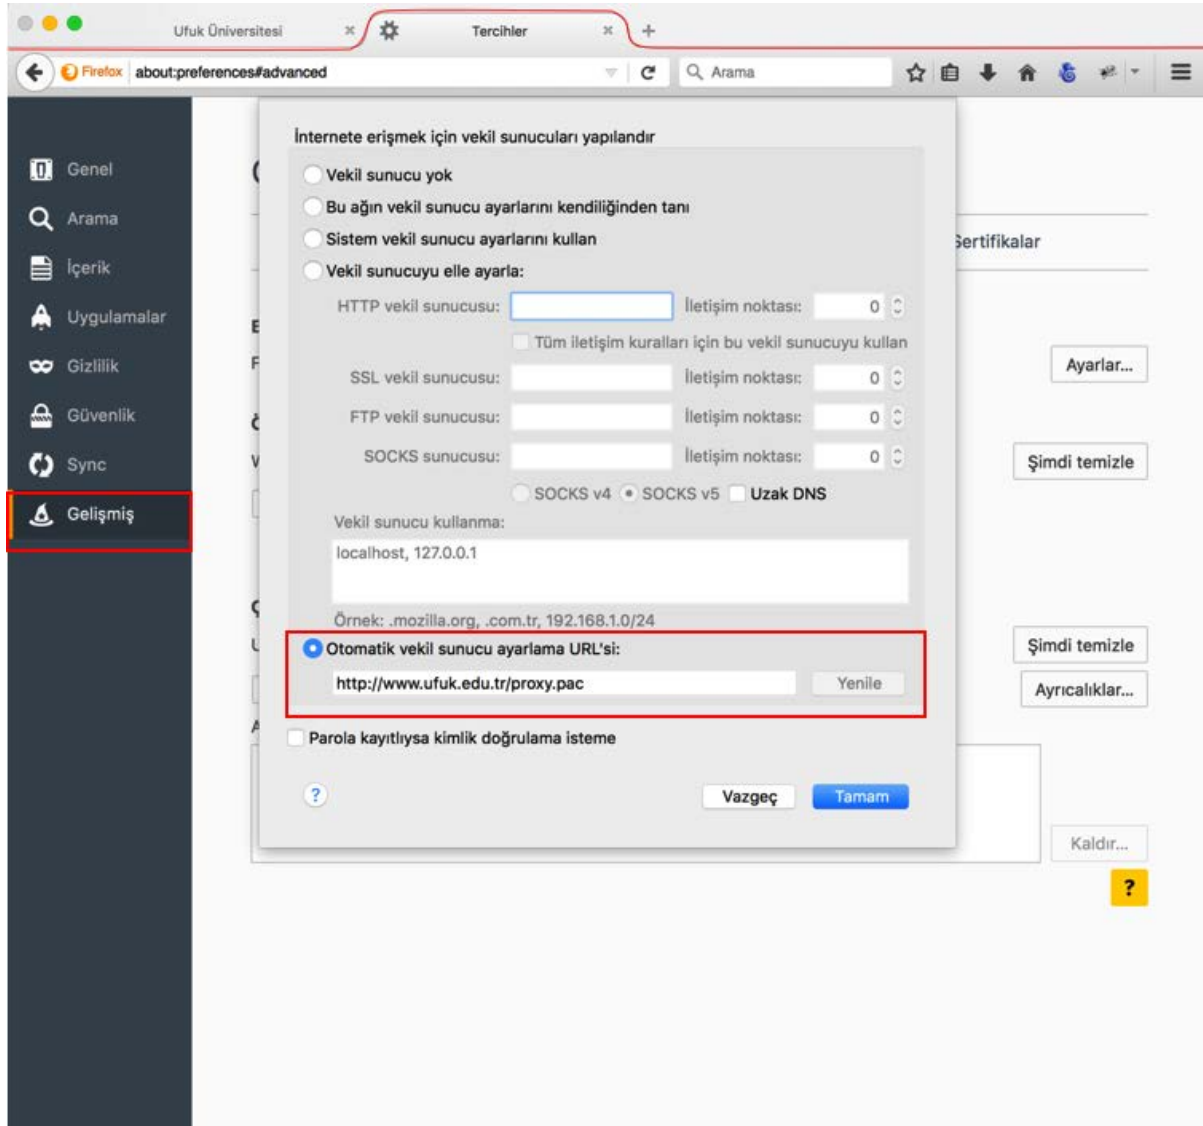 Ufuk Üniversitesi
Tercihler
Firefox about:preferences#advanced
Arama
Genel
Arama
İçerik
Uygulamalar
Gizlilik
Güvenlik
Sync
Gelişmiş
İnternete erişmek için vekil sunucuları yapılandır
Vekil sunucu yok
Bu ağın vekil sunucu ayarlarını kendiliğinden tanı
Sistem vekil sunucu ayarlarını kullan
Vekil sunucuyu elle ayarla:
HTTP vekil sunucusu: İletişim noktası: 0
Tüm iletişim kuralları için bu vekil sunucuyu kullan
SSL vekil sunucusu: İletişim noktası: 0
FTP vekil sunucusu: İletişim noktası: 0
SOCKS sunucusu: İletişim noktası: 0
SOCKS v4 SOCKS v5 Uzak DNS
Vekil sunucu kullanma:
localhost, 127.0.0.1
Örnek: .mozilla.org, .com.tr, 192.168.1.0/24
Otomatik vekil sunucu ayarlama URL'si:
http://www.ufuk.edu.tr/proxy.pac Yenile
Parola kayıtlıysa kimlik doğrulama isteme
? Vazgeç Tamam
Sertifikalar
Ayarlar...
Şimdi temizle
Şimdi temizle
Ayrıcalıklar...
Kaldır...
?